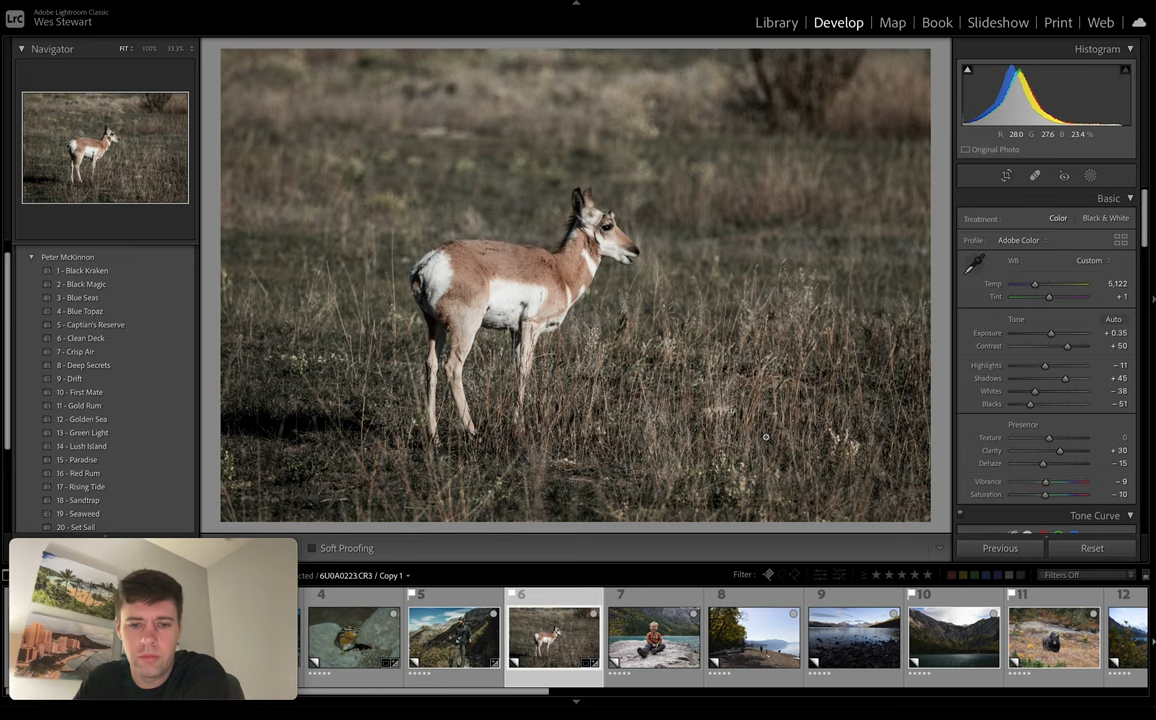 LrC
Adobe Lightroom Classic
Wes Stewart
Library | Develop | Map | Book | Slideshow | Print | Web
Navigator FIT 100% 33.3%
Histogram
R 28.0 G 27.6 B 23.4 %
Original Photo
Basic
Treatment : Color | Black & White
Profile : Adobe Color
WB : Custom
Temp 5,122
Tint + 1
Tone Auto
Exposure + 0.35
Contrast + 50
Highlights − 11
Shadows + 45
Whites − 38
Blacks − 51
Presence
Texture 0
Clarity + 30
Dehaze − 15
Vibrance − 9
Saturation − 10
Tone Curve
Previous Reset
Peter McKinnon
1 - Black Kraken
2 - Black Magic
3 - Blue Seas
4 - Blue Topaz
5 - Captian's Reserve
6 - Clean Deck
7 - Crisp Air
8 - Deep Secrets
9 - Drift
10 - First Mate
11 - Gold Rum
12 - Golden Sea
13 - Green Light
14 - Lush Island
15 - Paradise
16 - Red Rum
17 - Rising Tide
18 - Sandtrap
19 - Seaweed
20 - Set Sail
Soft Proofing
cted / 6U0A0223.CR3 / Copy 1
Filter : Filters Off
4 5 6 7 8 9 10 11 12